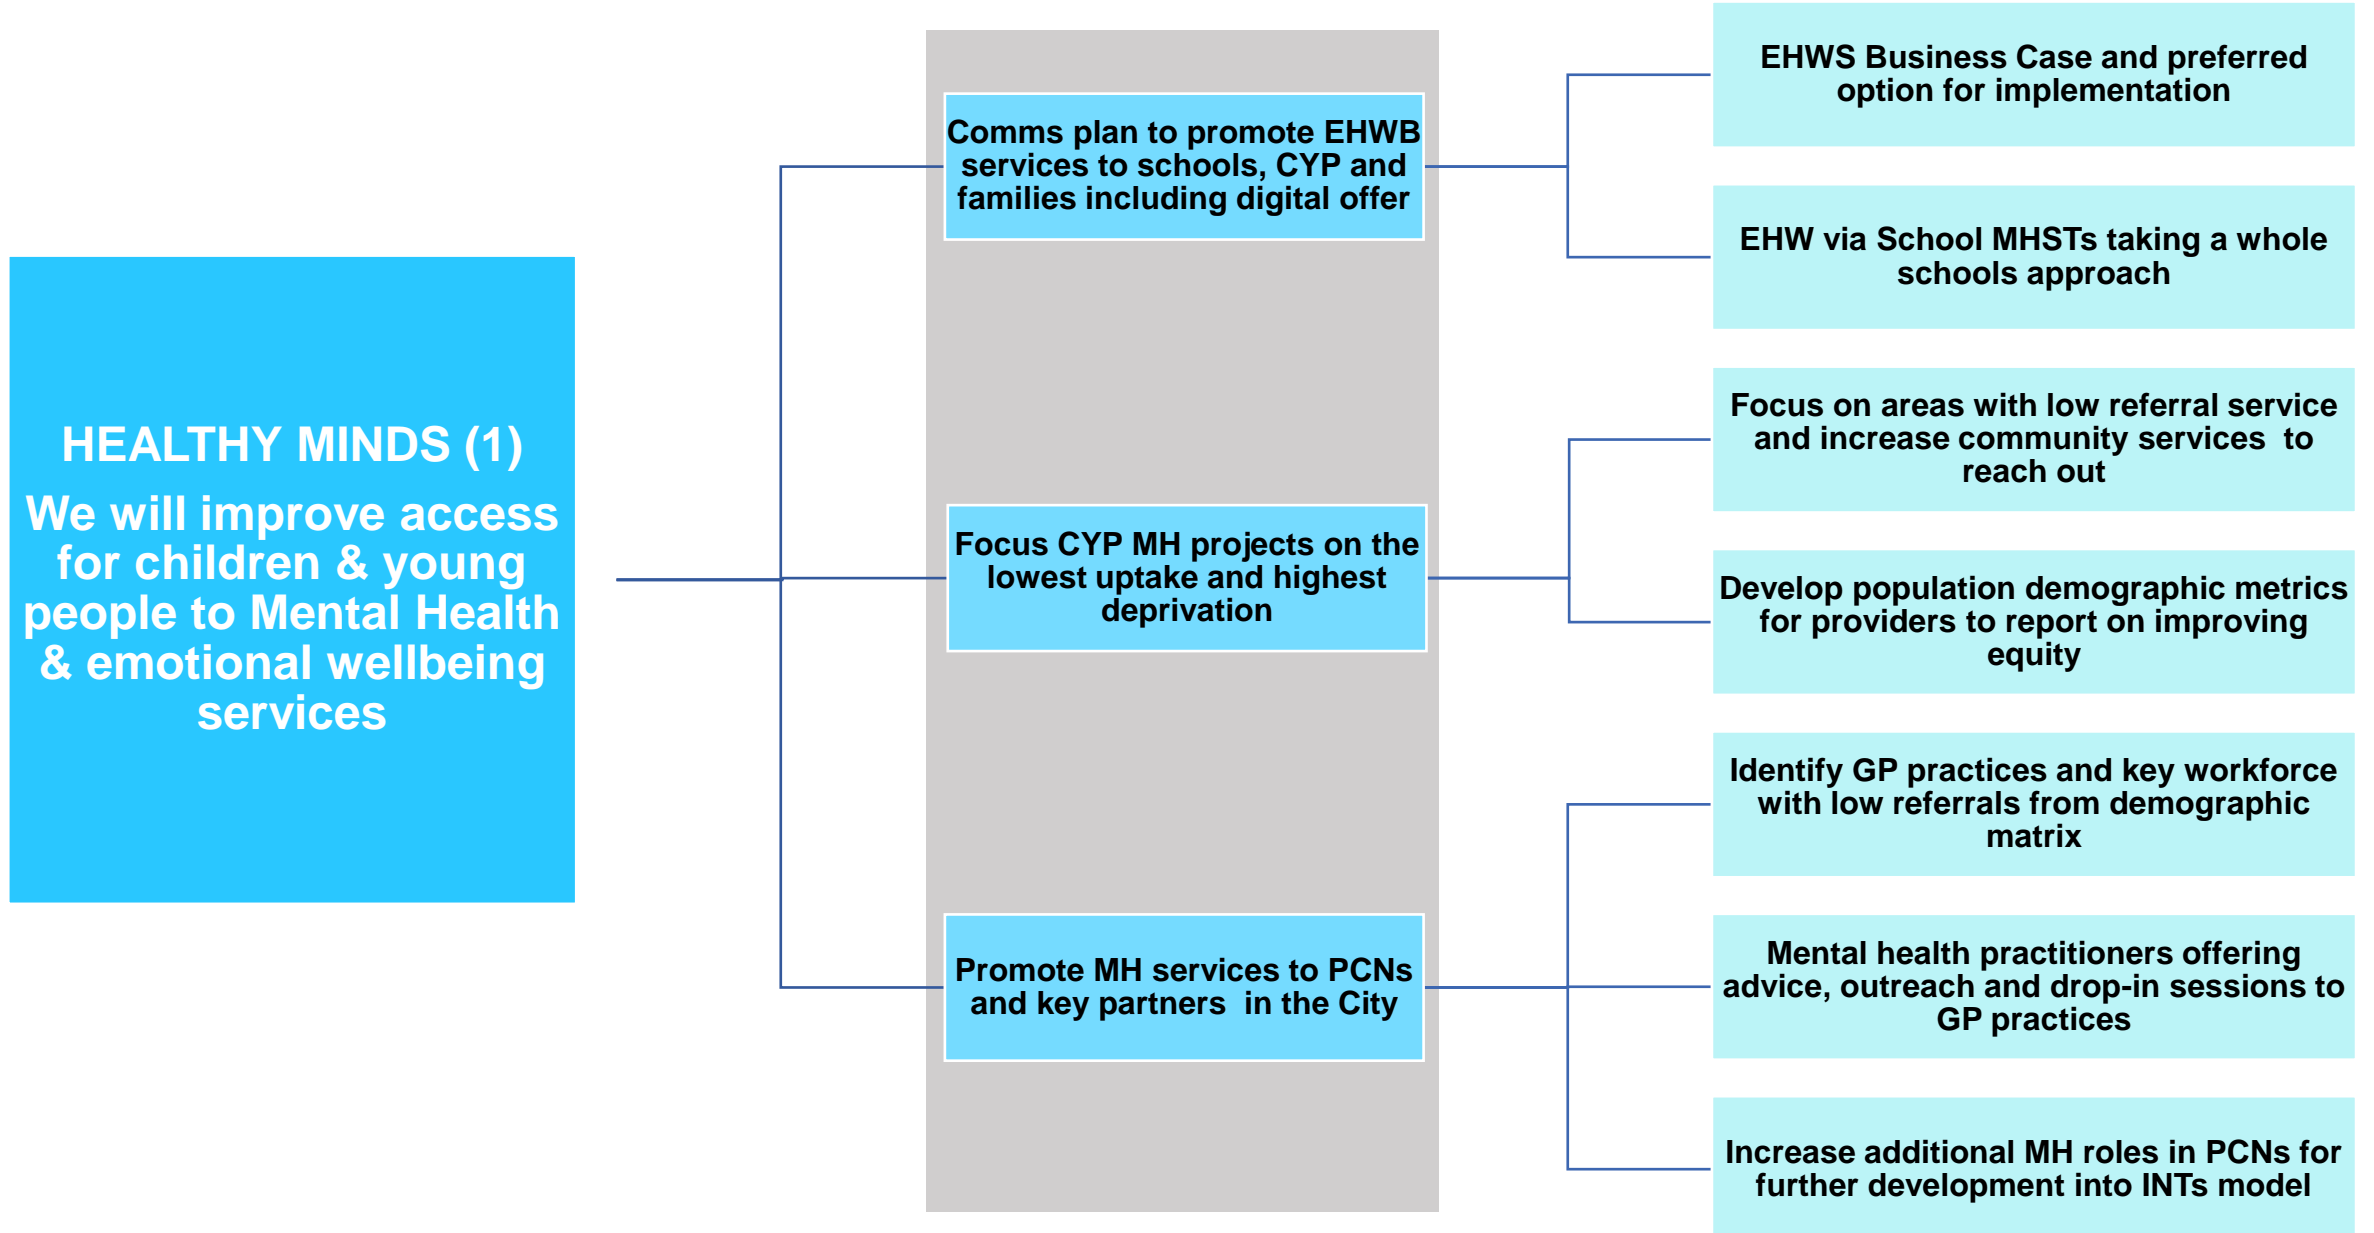 HEALTHY MINDS (1)
We will improve access
for children & young
people to Mental Health
& emotional wellbeing
services
Comms plan to promote EHWB
services to schools, CYP and
families including digital offer
EHWS Business Case and preferred
option for implementation
EHW via School MHSTs taking a whole
schools approach
Focus CYP MH projects on the
lowest uptake and highest
deprivation
Focus on areas with low referral service
and increase community services to
reach out
Develop population demographic metrics
for providers to report on improving
equity
Promote MH services to PCNs
and key partners in the City
Identify GP practices and key workforce
with low referrals from demographic
matrix
Mental health practitioners offering
advice, outreach and drop-in sessions to
GP practices
Increase additional MH roles in PCNs for
further development into INTs model